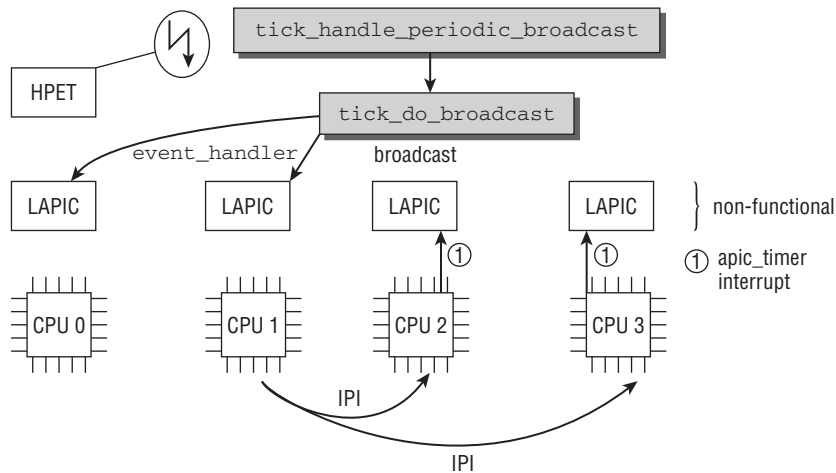 tick_handle_periodic_broadcast
HPET
tick_do_broadcast
event_handler
broadcast
LAPIC
LAPIC
LAPIC
LAPIC
non-functional
1
1
1 apic_timer
interrupt
CPU 0
CPU 1
CPU 2
CPU 3
IPI
IPI